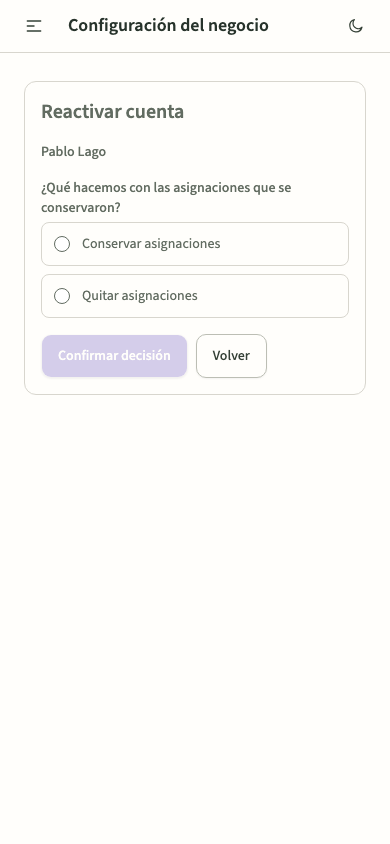 Configuración del negocio
Reactivar cuenta
Pablo Lago
¿Qué hacemos con las asignaciones que se
conservaron?
Conservar asignaciones
Quitar asignaciones
Confirmar decisión
Volver